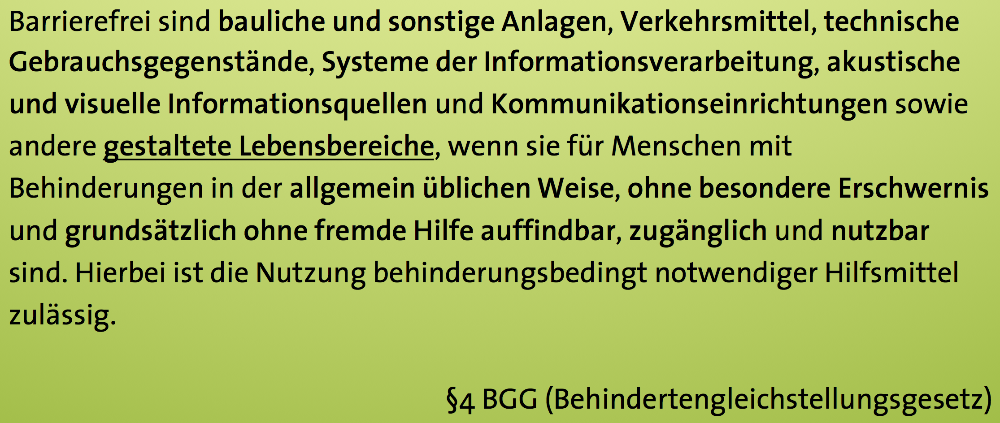 Barrierefrei sind bauliche und sonstige Anlagen, Verkehrsmittel, technische
Gebrauchsgegenstände, Systeme der Informationsverarbeitung, akustische
und visuelle Informationsquellen und Kommunikationseinrichtungen sowie
andere gestaltete Lebensbereiche, wenn sie für Menschen mit
Behinderungen in der allgemein üblichen Weise, ohne besondere Erschwernis
und grundsätzlich ohne fremde Hilfe auffindbar, zugänglich und nutzbar
sind. Hierbei ist die Nutzung behinderungsbedingt notwendiger Hilfsmittel
zulässig.
§4 BGG (Behindertengleichstellungsgesetz)